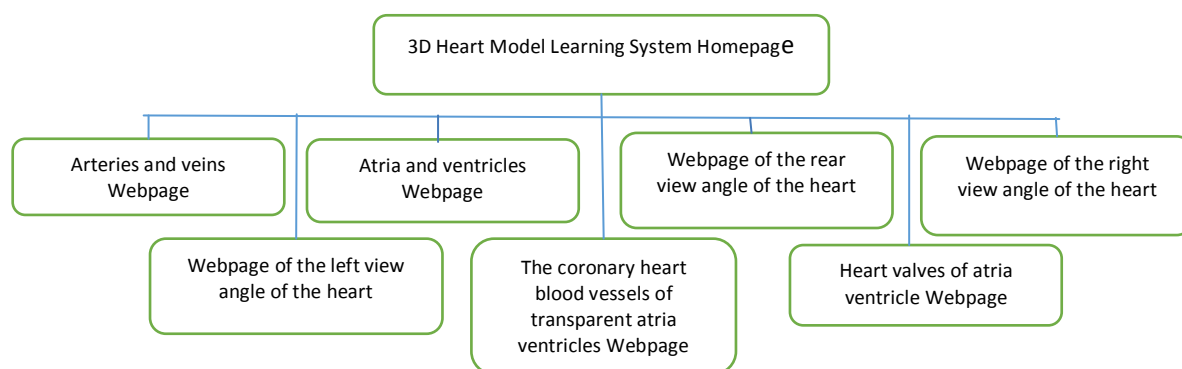 3D Heart Model Learning System Homepage
Arteries and veins
Webpage
Atria and ventricles
Webpage
Webpage of the rear
view angle of the heart
Webpage of the right
view angle of the heart
Webpage of the left view
angle of the heart
The coronary heart
blood vessels of
transparent atria
ventricles Webpage
Heart valves of atria
ventricle Webpage